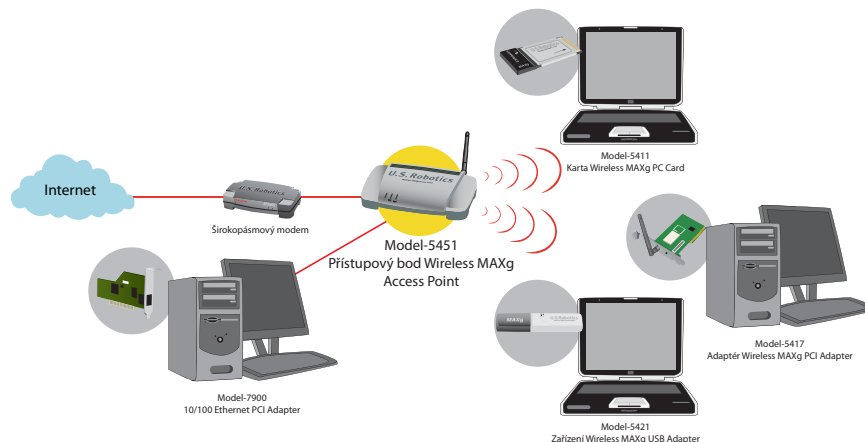 Internet
Širokopásmový modem
U.S. Robotics
Model-5451
Přístupový bod Wireless MAXg
Access Point
Model-5411
Karta Wireless MAXg PC Card
Model-7900
10/100 Ethernet PCI Adapter
MAXg
U.S. Robotics
Model-5417
Adaptér Wireless MAXg PCI Adapter
Model-5421
Zařízení Wireless MAXg USB Adapter